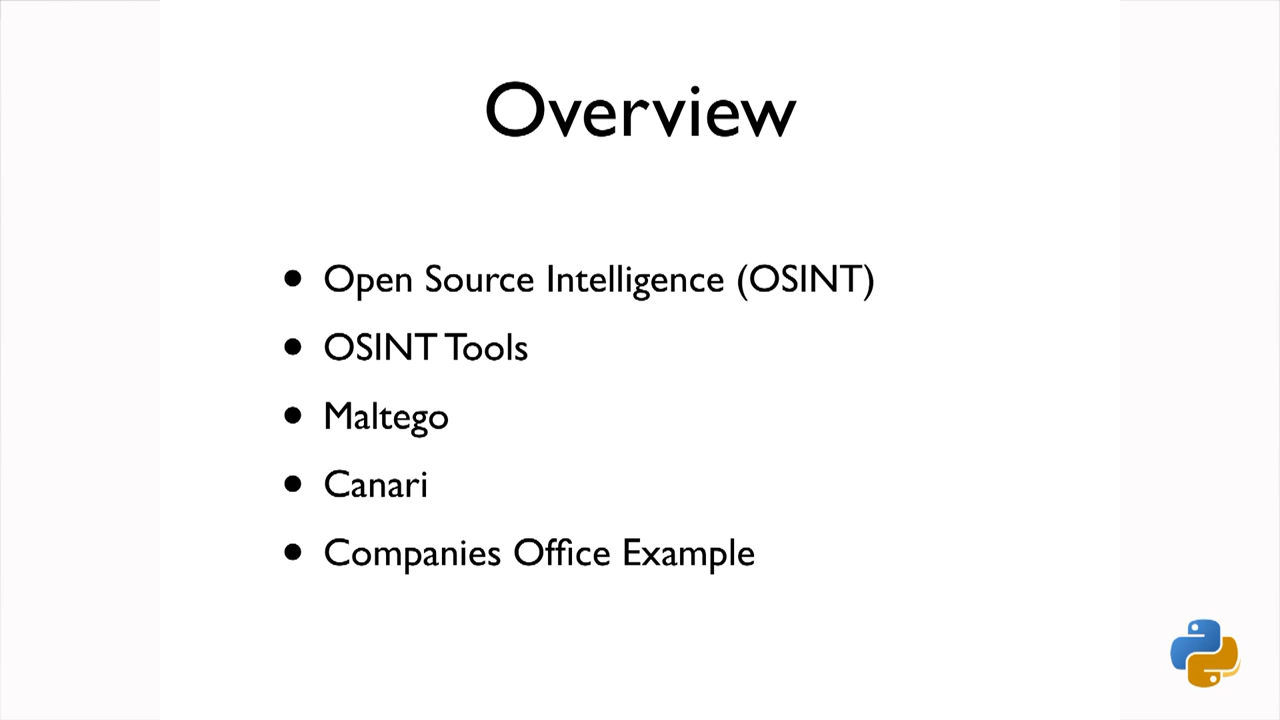 Overview
• Open Source Intelligence (OSINT)
• OSINT Tools
• Maltego
• Canari
• Companies Office Example